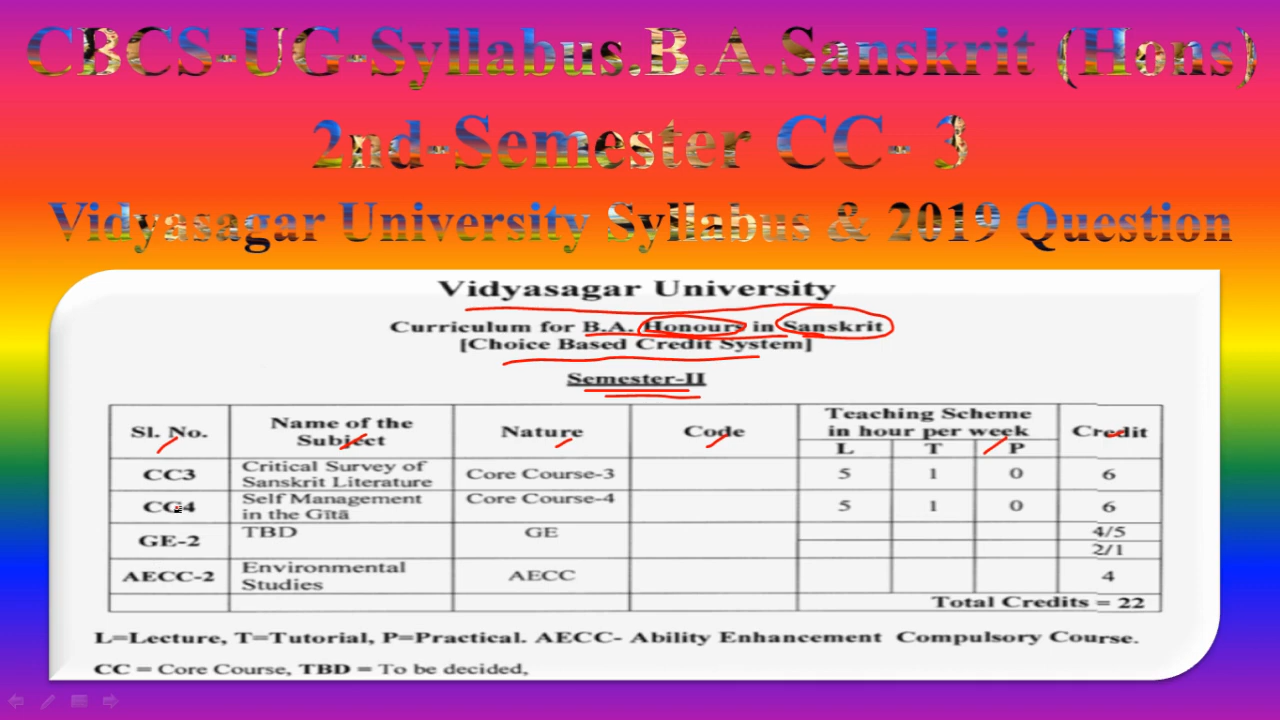 CBCS-UG-Syllabus.B.A.Sanskrit (Hons)
2nd-Semester CC- 3
Vidyasagar University Syllabus & 2019 Question
Vidyasagar University
Curriculum for B.A. Honours in Sanskrit
[Choice Based Credit System]
Semester-II
Sl. No. Name of the Subject Nature Code Teaching Scheme in hour per week Credit
L T P
CC3 Critical Survey of Sanskrit Literature Core Course-3 5 1 0 6
CC4 Self Management in the Gītā Core Course-4 5 1 0 6
GE-2 TBD GE 4/5
2/1
AECC-2 Environmental Studies AECC 4
Total Credits = 22
L=Lecture, T=Tutorial, P=Practical. AECC- Ability Enhancement Compulsory Course.
CC = Core Course, TBD = To be decided,